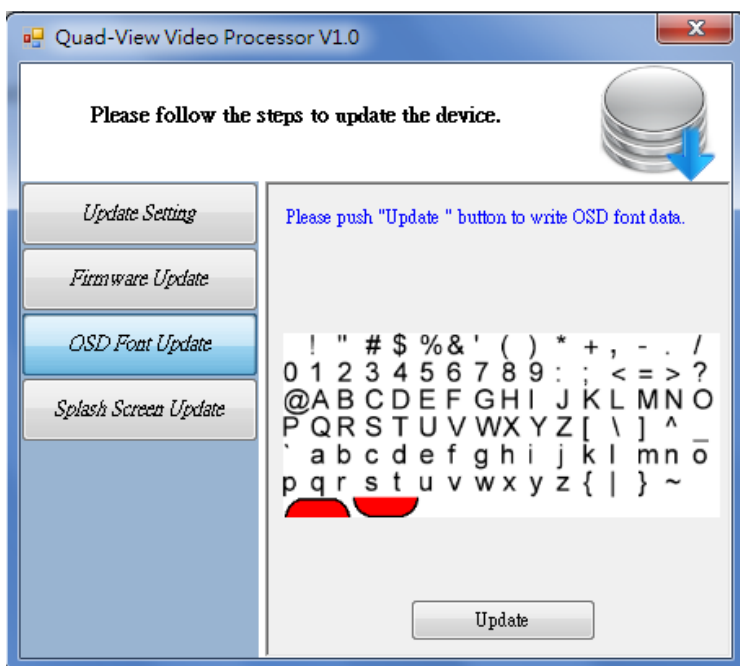 Quad-View Video Processor V1.0
Please follow the steps to update the device.
Update Setting
Firmware Update
OSD Font Update
Splash Screen Update
Please push "Update " button to write OSD font data.
! " # $ % & ' ( ) * + , - . /
0 1 2 3 4 5 6 7 8 9 : ; < = > ?
@ A B C D E F G H I J K L M N O
P Q R S T U V W X Y Z [ \ ] ^ _
` a b c d e f g h i j k l m n o
p q r s t u v w x y z { | } ~
Update